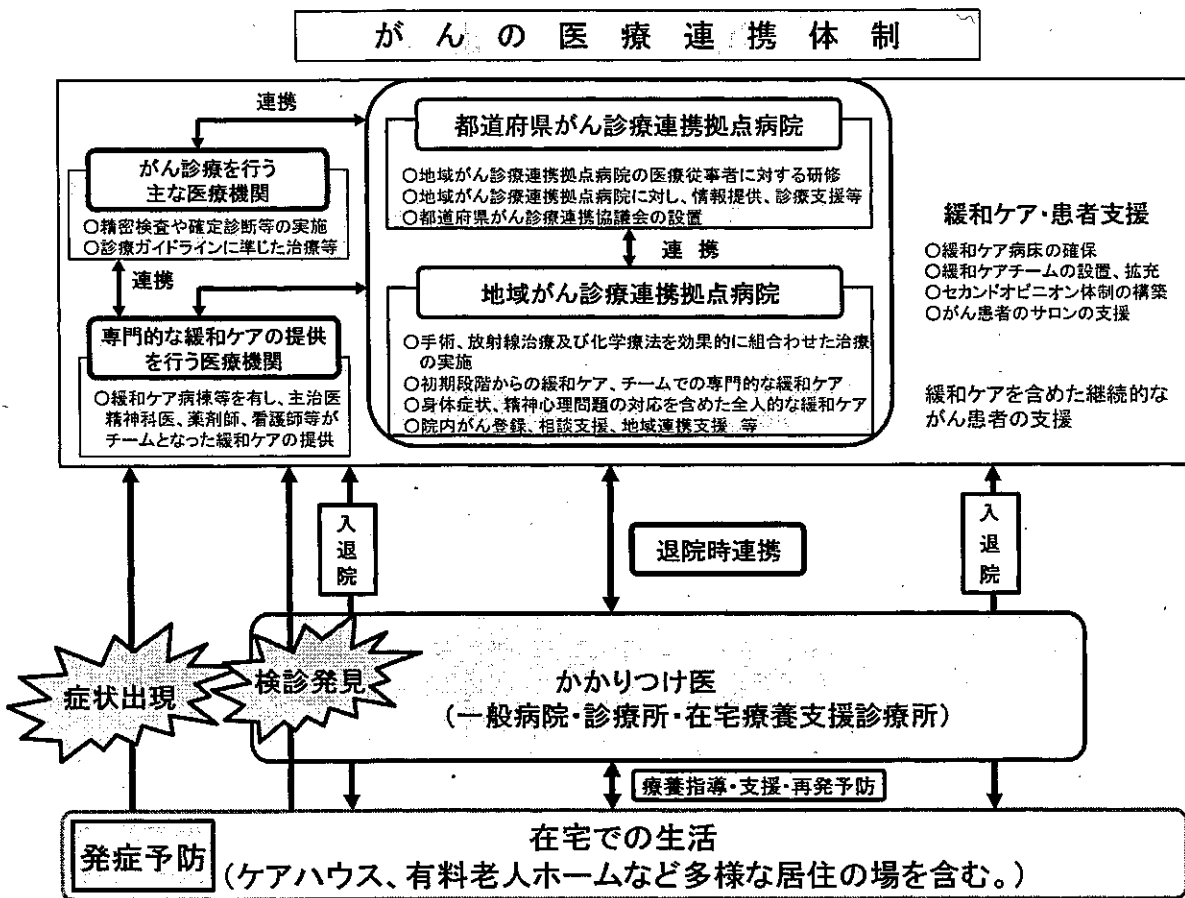 がんの医療連携体制
連携
がん診療を行う
主な医療機関
○精密検査や確定診断等の実施
○診療ガイドラインに準じた治療等
連携
専門的な緩和ケアの提供
を行う医療機関
○緩和ケア病棟等を有し、主治医
精神科医、薬剤師、看護師等が
チームとなった緩和ケアの提供
都道府県がん診療連携拠点病院
○地域がん診療連携拠点病院の医療従事者に対する研修
○地域がん診療連携拠点病院に対し、情報提供、診療支援等
○都道府県がん診療連携協議会の設置
連携
地域がん診療連携拠点病院
○手術、放射線治療及び化学療法を効果的に組合わせた治療
の実施
○初期段階からの緩和ケア、チームでの専門的な緩和ケア
○身体症状、精神心理問題の対応を含めた全人的な緩和ケア
○院内がん登録、相談支援、地域連携支援 等
緩和ケア・患者支援
○緩和ケア病床の確保
○緩和ケアチームの設置、拡充
○セカンドオピニオン体制の構築
○がん患者のサロンの支援
緩和ケアを含めた継続的な
がん患者の支援
入退院
退院時連携
入退院
症状出現
検診発見
かかりつけ医
(一般病院・診療所・在宅療養支援診療所)
療養指導・支援・再発予防
発症予防
在宅での生活
(ケアハウス、有料老人ホームなど多様な居住の場を含む。)